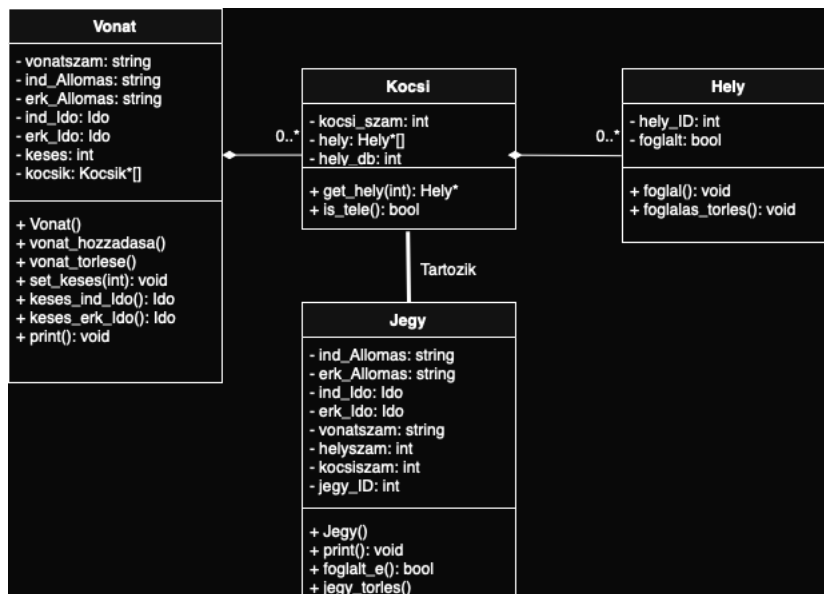 Vonat
- vonatszam: string
- ind_Allomas: string
- erk_Allomas: string
- ind_Ido: Ido
- erk_Ido: Ido
- keses: int
- kocsik: Kocsik*[]
+ Vonat()
+ vonat_hozzadasa()
+ vonat_torlese()
+ set_keses(int): void
+ keses_ind_Ido(): Ido
+ keses_erk_Ido(): Ido
+ print(): void
0..*
Kocsi
- kocsi_szam: int
- hely: Hely*[]
- hely_db: int
+ get_hely(int): Hely*
+ is_tele(): bool
0..*
Hely
- hely_ID: int
- foglalt: bool
+ foglal(): void
+ foglalas_torles(): void
Tartozik
Jegy
- ind_Allomas: string
- erk_Allomas: string
- ind_Ido: Ido
- erk_Ido: Ido
- vonatszam: string
- helyszam: int
- kocsiszam: int
- jegy_ID: int
+ Jegy()
+ print(): void
+ foglalt_e(): bool
+ jegy_torles()